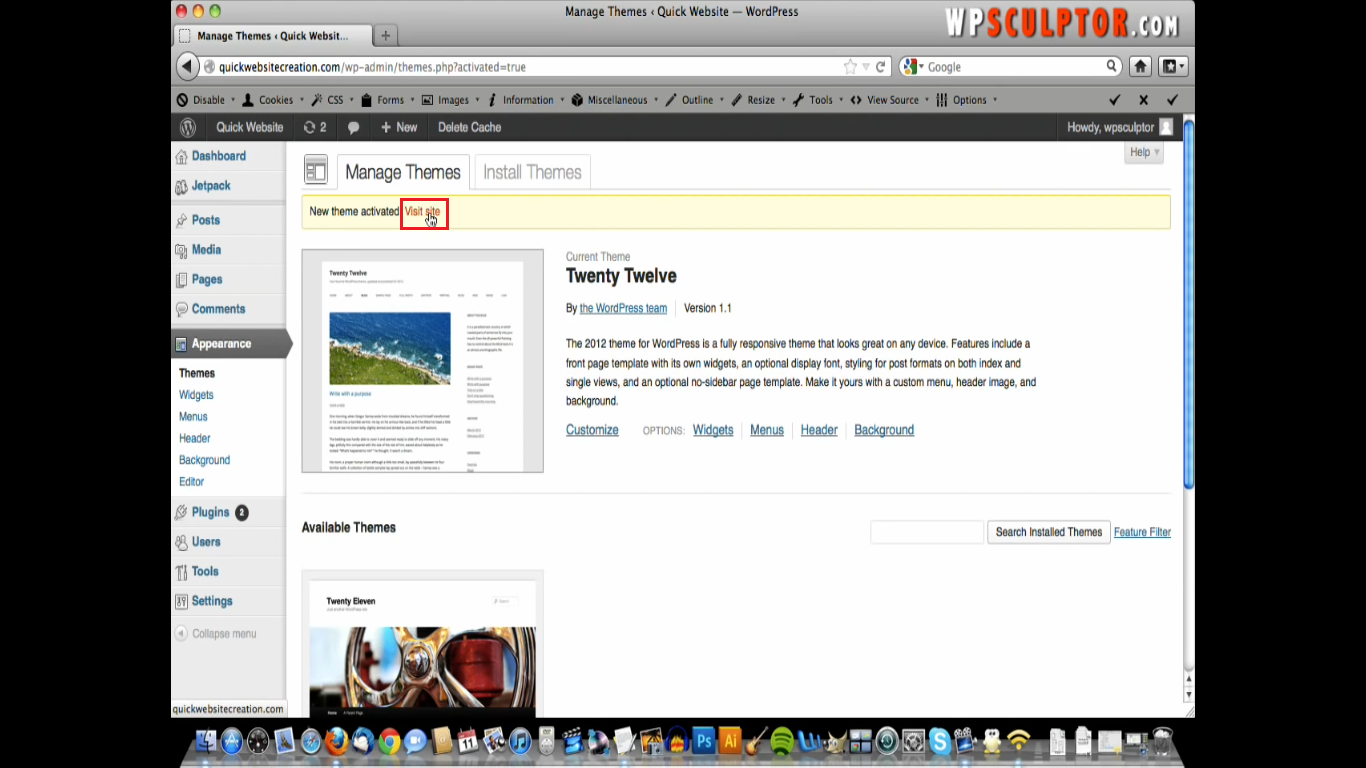 Manage Themes ‹ Quick Website — WordPress
WPSCULPTOR.COM
Manage Themes ‹ Quick Websit...
quickwebsitecreation.com/wp-admin/themes.php?activated=true
Google
Disable Cookies CSS Forms Images Information Miscellaneous Outline Resize Tools View Source Options
Quick Website 2 + New Delete Cache Howdy, wpsculptor
Help
Dashboard
Jetpack
Posts
Media
Pages
Comments
Appearance
Themes
Widgets
Menus
Header
Background
Editor
Plugins 2
Users
Tools
Settings
Collapse menu
quickwebsitecreation.com
Manage Themes Install Themes
New theme activated. Visit site
Twenty Twelve
Write with a purpose
Current Theme
Twenty Twelve
By the WordPress team Version 1.1
The 2012 theme for WordPress is a fully responsive theme that looks great on any device. Features include a
front page template with its own widgets, an optional display font, styling for post formats on both index and
single views, and an optional no-sidebar page template. Make it yours with a custom menu, header image, and
background.
Customize OPTIONS: Widgets Menus Header Background
Available Themes
Search Installed Themes Feature Filter
Twenty Eleven
Search
Home A Parent Page
11
Ps
Ai